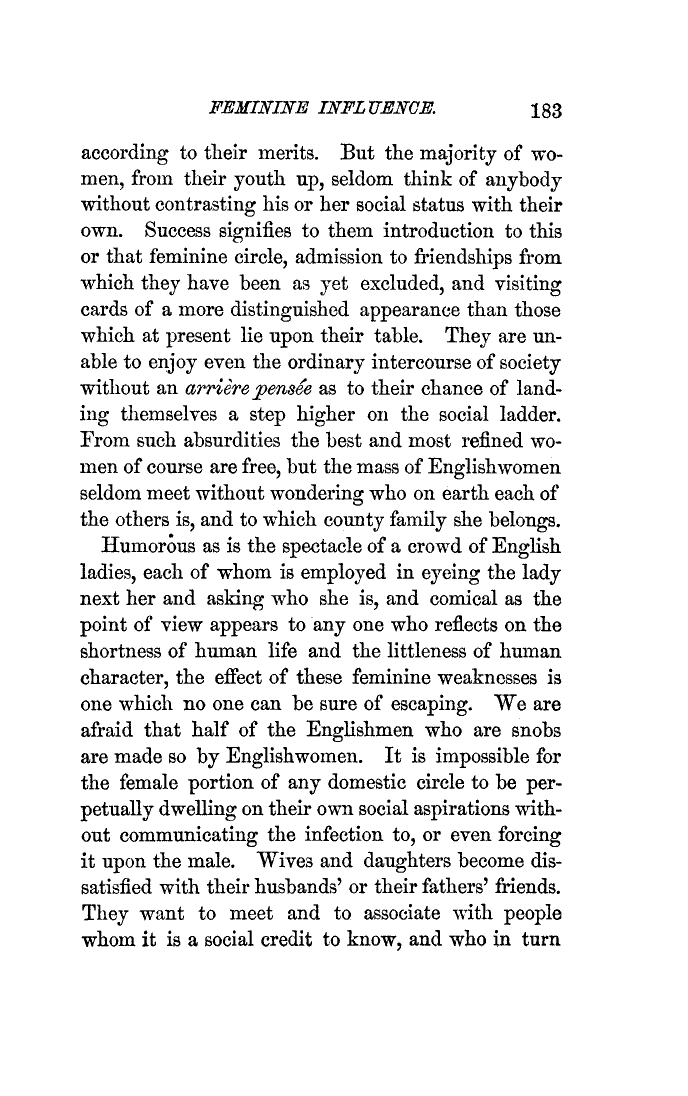 FEMININE INFLUENCE. 183
according to their merits. But the majority of wo-
men, from their youth up, seldom think of anybody
without contrasting his or her social status with their
own. Success signifies to them introduction to this
or that feminine circle, admission to friendships from
which they have been as yet excluded, and visiting
cards of a more distinguished appearance than those
which at present lie upon their table. They are un-
able to enjoy even the ordinary intercourse of society
without an arrière pensée as to their chance of land-
ing themselves a step higher on the social ladder.
From such absurdities the best and most refined wo-
men of course are free, but the mass of Englishwomen
seldom meet without wondering who on earth each of
the others is, and to which county family she belongs.
Humorous as is the spectacle of a crowd of English
ladies, each of whom is employed in eyeing the lady
next her and asking who she is, and comical as the
point of view appears to any one who reflects on the
shortness of human life and the littleness of human
character, the effect of these feminine weaknesses is
one which no one can be sure of escaping. We are
afraid that half of the Englishmen who are snobs
are made so by Englishwomen. It is impossible for
the female portion of any domestic circle to be per-
petually dwelling on their own social aspirations with-
out communicating the infection to, or even forcing
it upon the male. Wives and daughters become dis-
satisfied with their husbands' or their fathers' friends.
They want to meet and to associate with people
whom it is a social credit to know, and who in turn